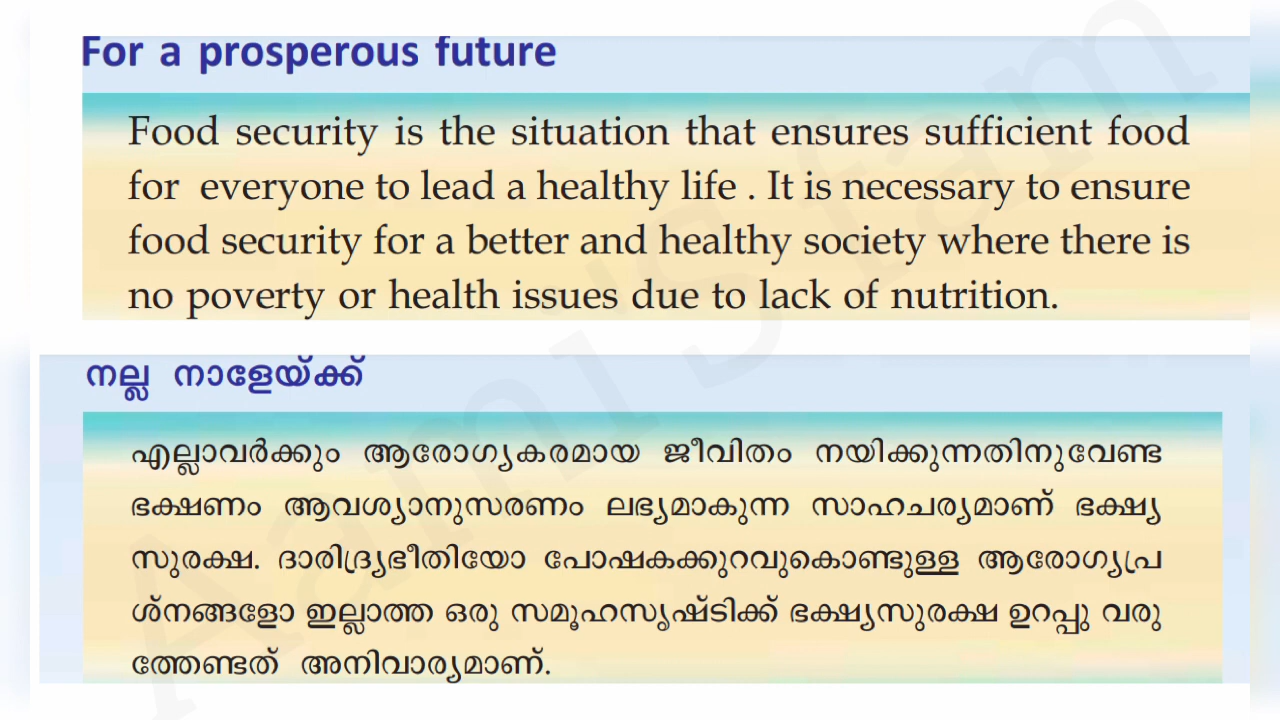 For a prosperous future
Food security is the situation that ensures sufficient food
for everyone to lead a healthy life . It is necessary to ensure
food security for a better and healthy society where there is
no poverty or health issues due to lack of nutrition.
നല്ല നാളേയ്ക്ക്
എല്ലാവർക്കും ആരോഗ്യകരമായ ജീവിതം നയിക്കുന്നതിനുവേണ്ട
ഭക്ഷണം ആവശ്യാനുസരണം ലഭ്യമാകുന്ന സാഹചര്യമാണ് ഭക്ഷ്യ
സുരക്ഷ. ദാരിദ്ര്യഭീതിയോ പോഷകക്കുറവുകൊണ്ടുള്ള ആരോഗ്യപ്ര
ശ്നങ്ങളോ ഇല്ലാത്ത ഒരു സമൂഹസൃഷ്ടിക്ക് ഭക്ഷ്യസുരക്ഷ ഉറപ്പു വരു
ത്തേണ്ടത് അനിവാര്യമാണ്.
Aami's fam